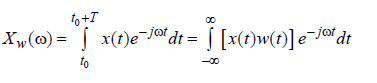 X_w(ω) = ∫_{t_0}^{t_0+T} x(t)e^{-jωt}dt = ∫_{-∞}^{∞} [x(t)w(t)] e^{-jωt}dt